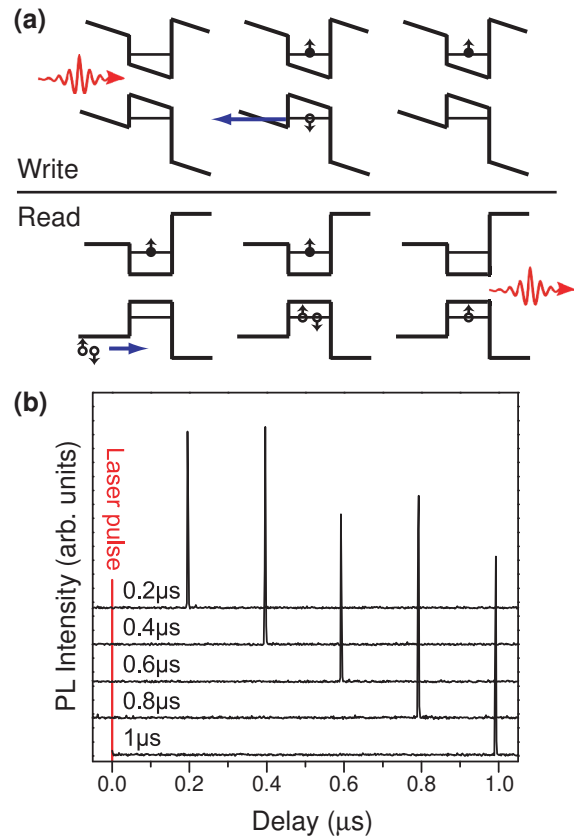 (a)
Write
Read
(b)
PL Intensity (arb. units)
Laser pulse
0.2μs
0.4μs
0.6μs
0.8μs
1μs
0.0 0.2 0.4 0.6 0.8 1.0
Delay (μs)